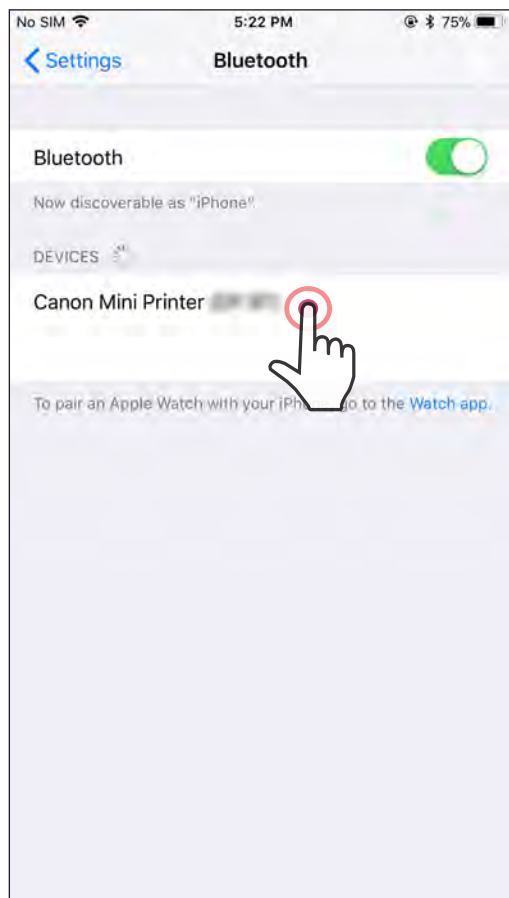 No SIM 5:22 PM 75%
Settings Bluetooth
Bluetooth
Now discoverable as "iPhone"
DEVICES
Canon Mini Printer
To pair an Apple Watch with your go to the Watch app.